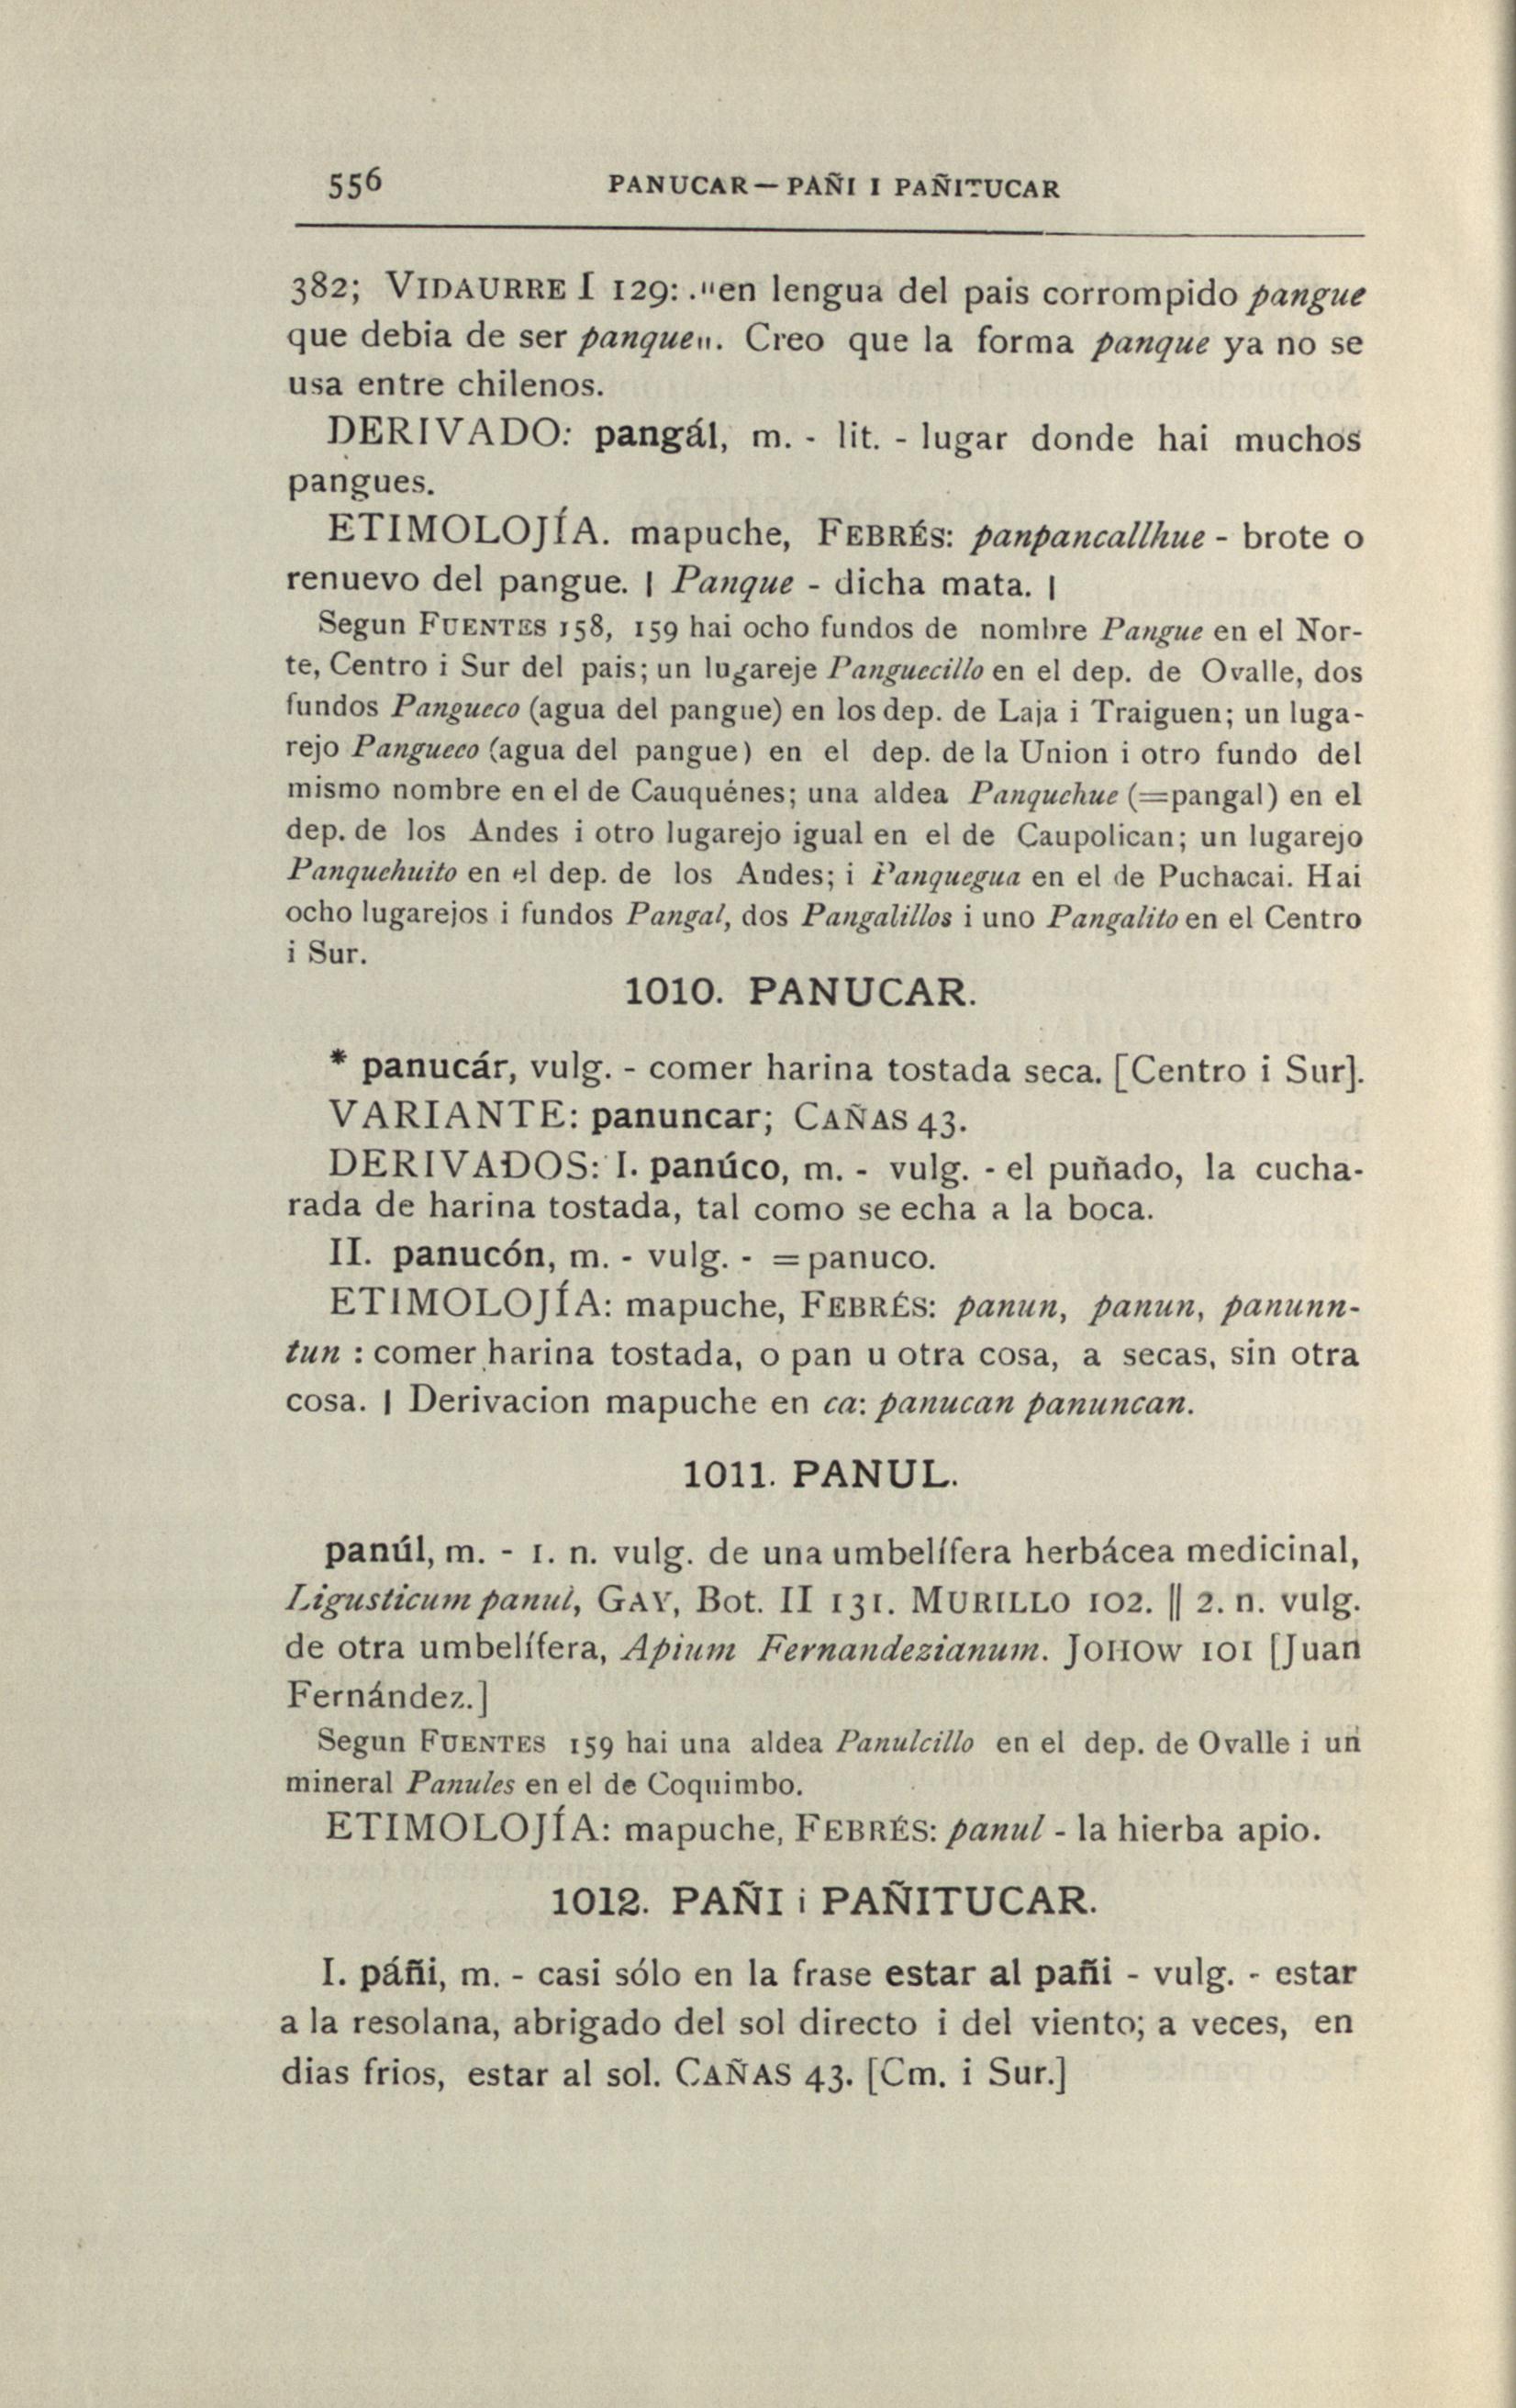 556 PANUCAR — PAÑI I PAÑITUCAR
382; VIDAURRE I 129: ."en lengua del pais corrompido pangue
que debia de ser panque". Creo que la forma panque ya no se
usa entre chilenos.
DERIVADO: pangál, m. - lit. - lugar donde hai muchos
pangues.
ETIMOLOJÍA. mapuche, FEBRÉS: panpancallhue - brote o
renuevo del pangue. | Panque - dicha mata. |
Segun FUENTES 158, 159 hai ocho fundos de nombre Pangue en el Nor-
te, Centro i Sur del pais; un lugareje Panguecillo en el dep. de Ovalle, dos
fundos Pangueco (agua del pangue) en los dep. de Laja i Traiguen; un luga-
rejo Pangueco (agua del pangue) en el dep. de la Union i otro fundo del
mismo nombre en el de Cauquénes; una aldea Panquehue (=pangal) en el
dep. de los Andes i otro lugarejo igual en el de Caupolican; un lugarejo
Panquehuito en el dep. de los Andes; i Panquegua en el de Puchacai. Hai
ocho lugarejos i fundos Pangal, dos Pangalillos i uno Pangalito en el Centro
i Sur.
1010. PANUCAR.
* panucár, vulg. - comer harina tostada seca. [Centro i Sur].
VARIANTE: panuncar; CAÑAS 43.
DERIVADOS: I. panúco, m. - vulg. - el puñado, la cucha-
rada de harina tostada, tal como se echa a la boca.
II. panucón, m. - vulg. - =panuco.
ETIMOLOJÍA: mapuche, FEBRÉS: panun, panun, panunn-
tun : comer harina tostada, o pan u otra cosa, a secas, sin otra
cosa. | Derivacion mapuche en ca: panucan panuncan.
1011. PANUL.
panúl, m. - 1. n. vulg. de una umbelífera herbácea medicinal,
Ligusticum panul, GAY, Bot. II 131. MURILLO 102. || 2. n. vulg.
de otra umbelífera, Apium Fernandezianum. JOHOW 101 [Juan
Fernández.]
Segun FUENTES 159 hai una aldea Panulcillo en el dep. de Ovalle i un
mineral Panules en el de Coquimbo.
ETIMOLOJÍA: mapuche, FEBRÉS: panul - la hierba apio.
1012. PAÑI i PAÑITUCAR.
I. páñi, m. - casi sólo en la frase estar al pañi - vulg. - estar
a la resolana, abrigado del sol directo i del viento; a veces, en
dias frios, estar al sol. CAÑAS 43. [Cm. i Sur.]